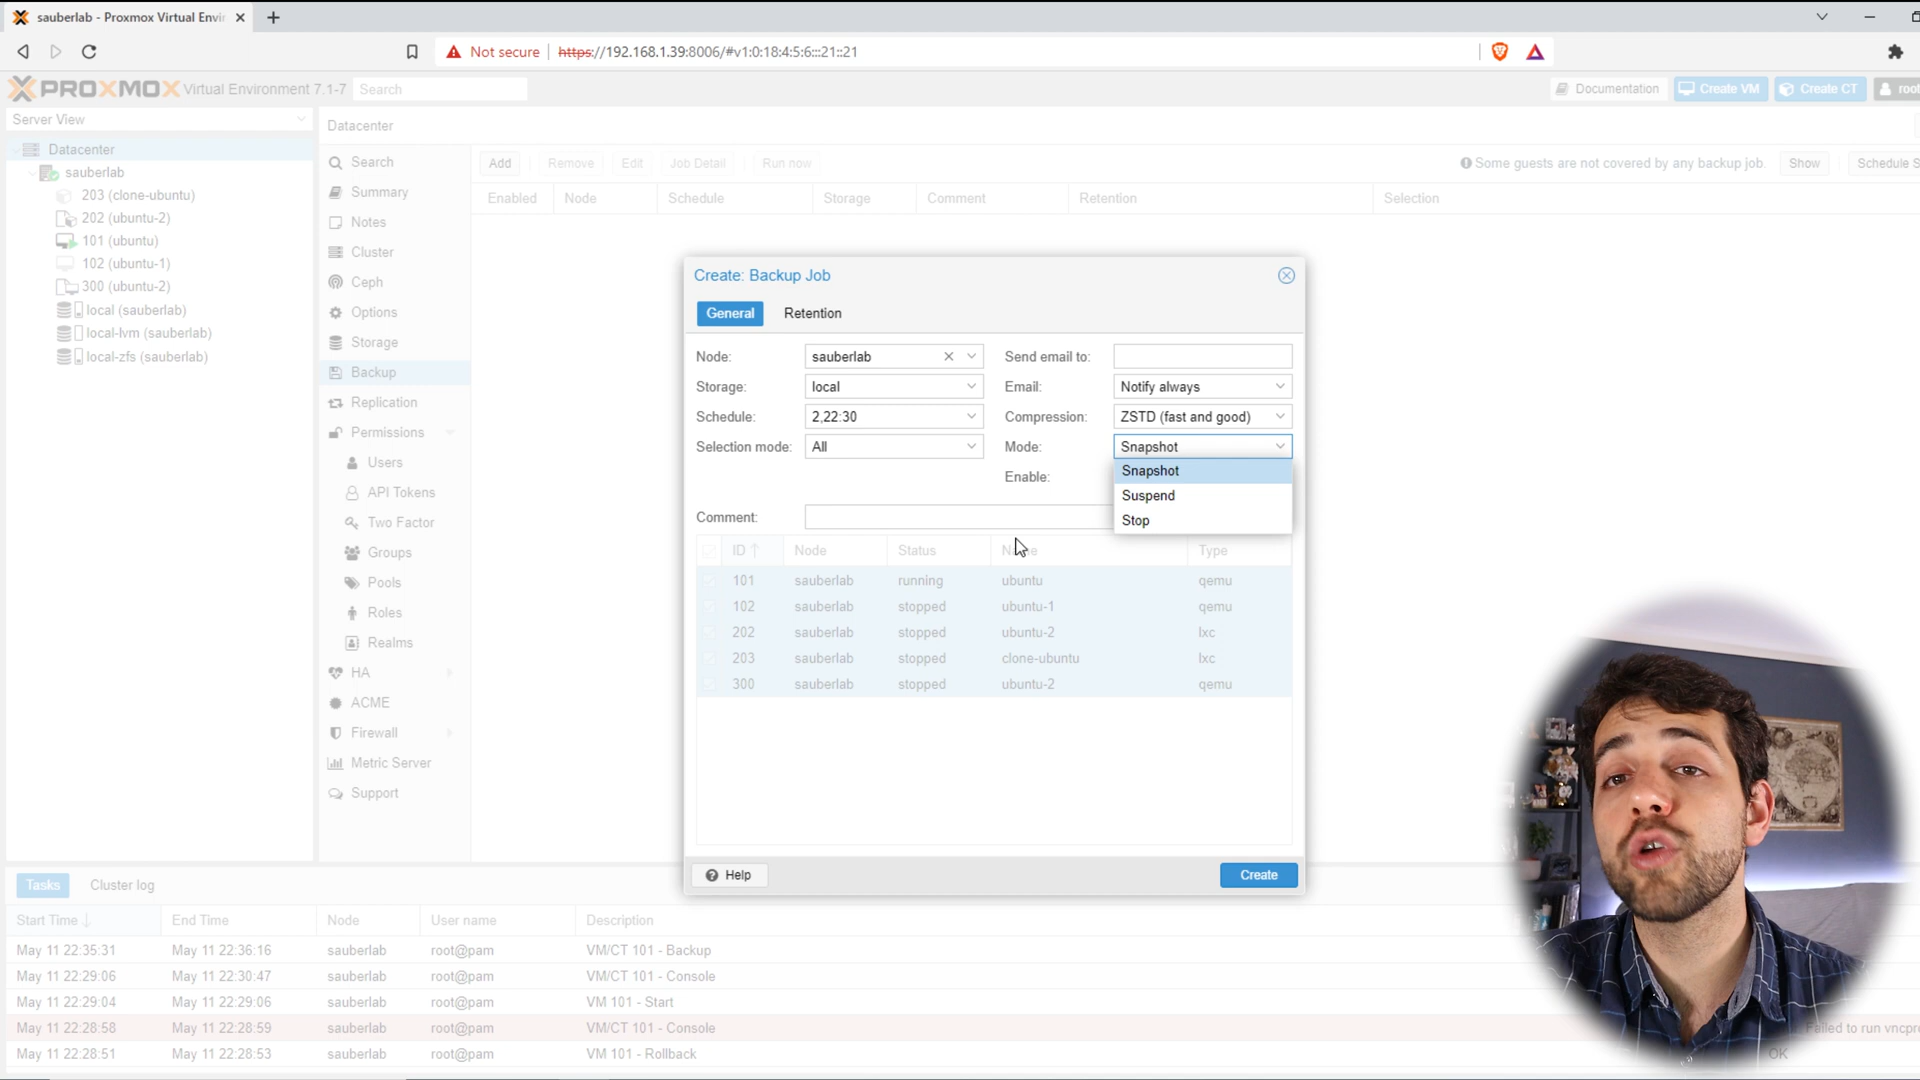 sauberlab - Proxmox Virtual Envi
Not secure https://192.168.1.39:8006/#v1:0:18:4:5:6:::21::21
PROXMOX Virtual Environment 7.1-7 Search Documentation Create VM Create CT root
Server View
Datacenter
sauberlab
203 (clone-ubuntu)
202 (ubuntu-2)
101 (ubuntu)
102 (ubuntu-1)
300 (ubuntu-2)
local (sauberlab)
local-lvm (sauberlab)
local-zfs (sauberlab)
Datacenter
Search
Summary
Notes
Cluster
Ceph
Options
Storage
Backup
Replication
Permissions
Users
API Tokens
Two Factor
Groups
Pools
Roles
Realms
HA
ACME
Firewall
Metric Server
Support
Add Remove Edit Job Detail Run now Some guests are not covered by any backup job. Show Schedule S
Enabled Node Schedule Storage Comment Retention Selection
Create: Backup Job
General Retention
Node: sauberlab Send email to:
Storage: local Email: Notify always
Schedule: 2,22:30 Compression: ZSTD (fast and good)
Selection mode: All Mode: Snapshot
Enable: Snapshot
Suspend
Stop
Comment:
ID Node Status Type
101 sauberlab running ubuntu qemu
102 sauberlab stopped ubuntu-1 qemu
202 sauberlab stopped ubuntu-2 lxc
203 sauberlab stopped clone-ubuntu lxc
300 sauberlab stopped ubuntu-2 qemu
Help Create
Tasks Cluster log
Start Time End Time Node User name Description
May 11 22:35:31 May 11 22:36:16 sauberlab root@pam VM/CT 101 - Backup
May 11 22:29:06 May 11 22:30:47 sauberlab root@pam VM/CT 101 - Console
May 11 22:29:04 May 11 22:29:06 sauberlab root@pam VM 101 - Start
May 11 22:28:58 May 11 22:28:59 sauberlab root@pam VM/CT 101 - Console Failed to run vncpr
May 11 22:28:51 May 11 22:28:53 sauberlab root@pam VM 101 - Rollback OK